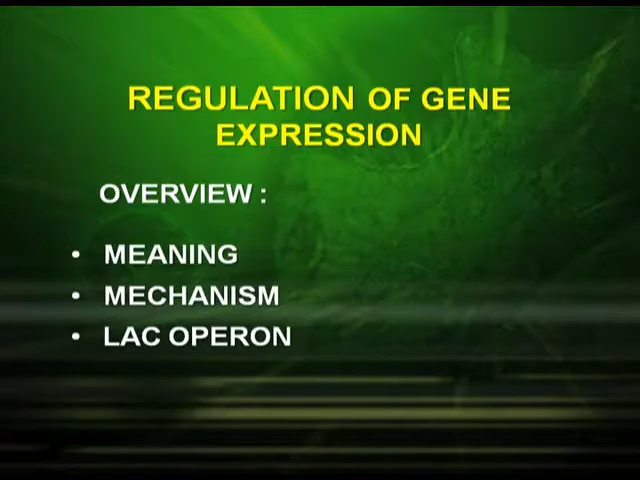 REGULATION OF GENE
EXPRESSION
OVERVIEW :
• MEANING
• MECHANISM
• LAC OPERON